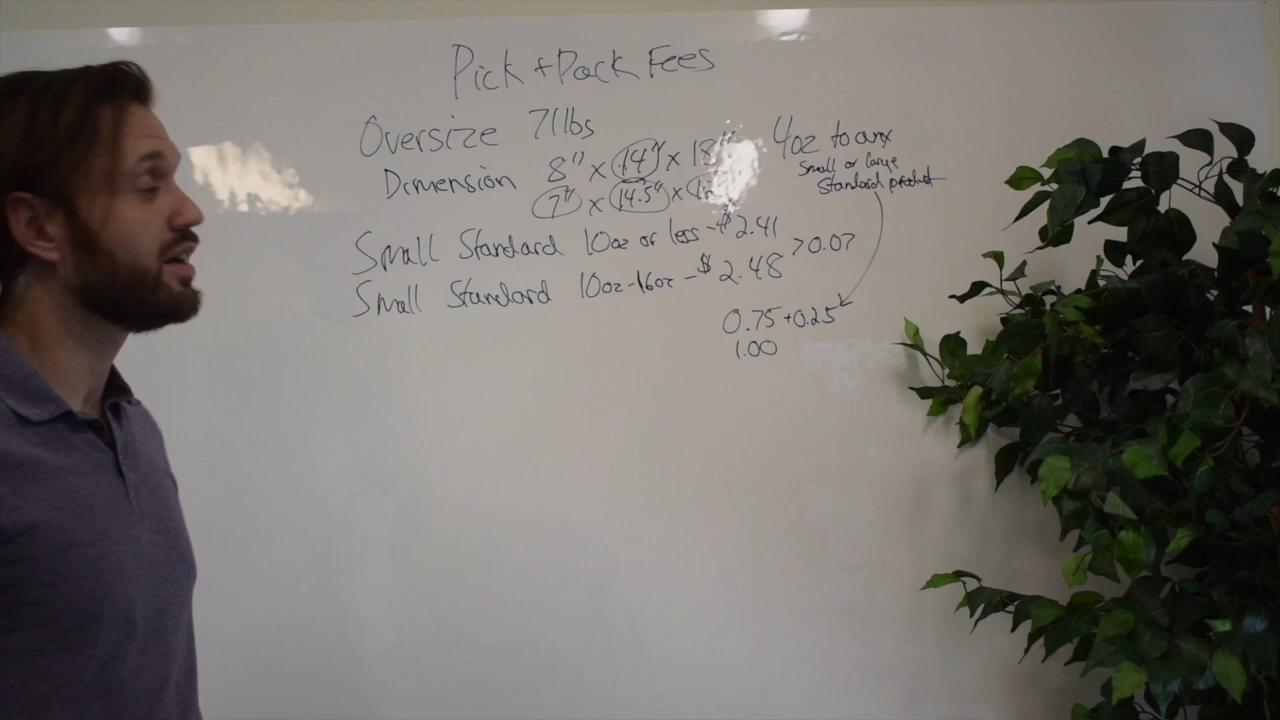 Pick + Pack Fees
Oversize 71lbs
Dimension 8" x 14" x 18"
7" x 14.5" x
Small Standard 10oz or less - $2.41
Small Standard 10oz-16oz - $2.48 > 0.07
4oz to any
Small or large
Standard product
0.75 + 0.25
1.00